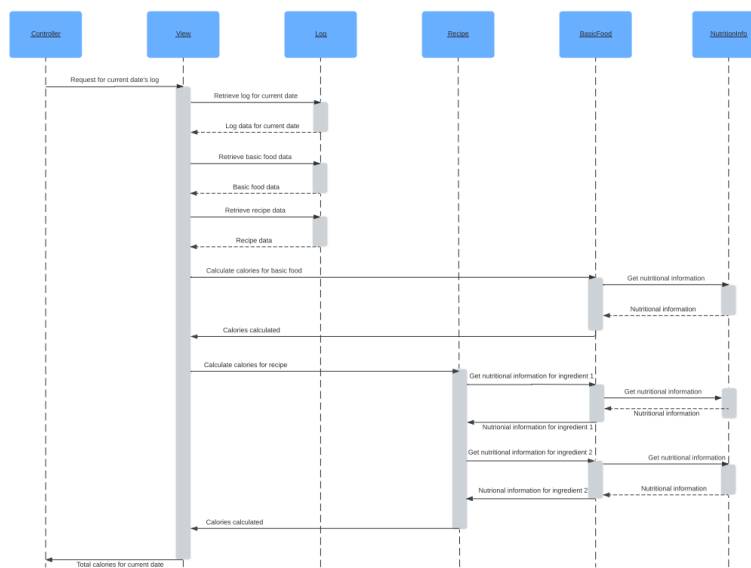 Controller
View
Log
Recipe
BasicFood
NutritionInfo
Request for current date's log
Retrieve log for current date
Log data for current date
Retrieve basic food data
Basic food data
Retrieve recipe data
Recipe data
Calculate calories for basic food
Get nutritional information
Nutritional information
Calories calculated
Calculate calories for recipe
Get nutritional information for ingredient 1
Get nutritional information
Nutritional information
Nutrionial information for ingredient 1
Get nutritional information for ingredient 2
Get nutritional information
Nutritional information
Nutrional information for ingredient 2
Calories calculated
Total calories for current date